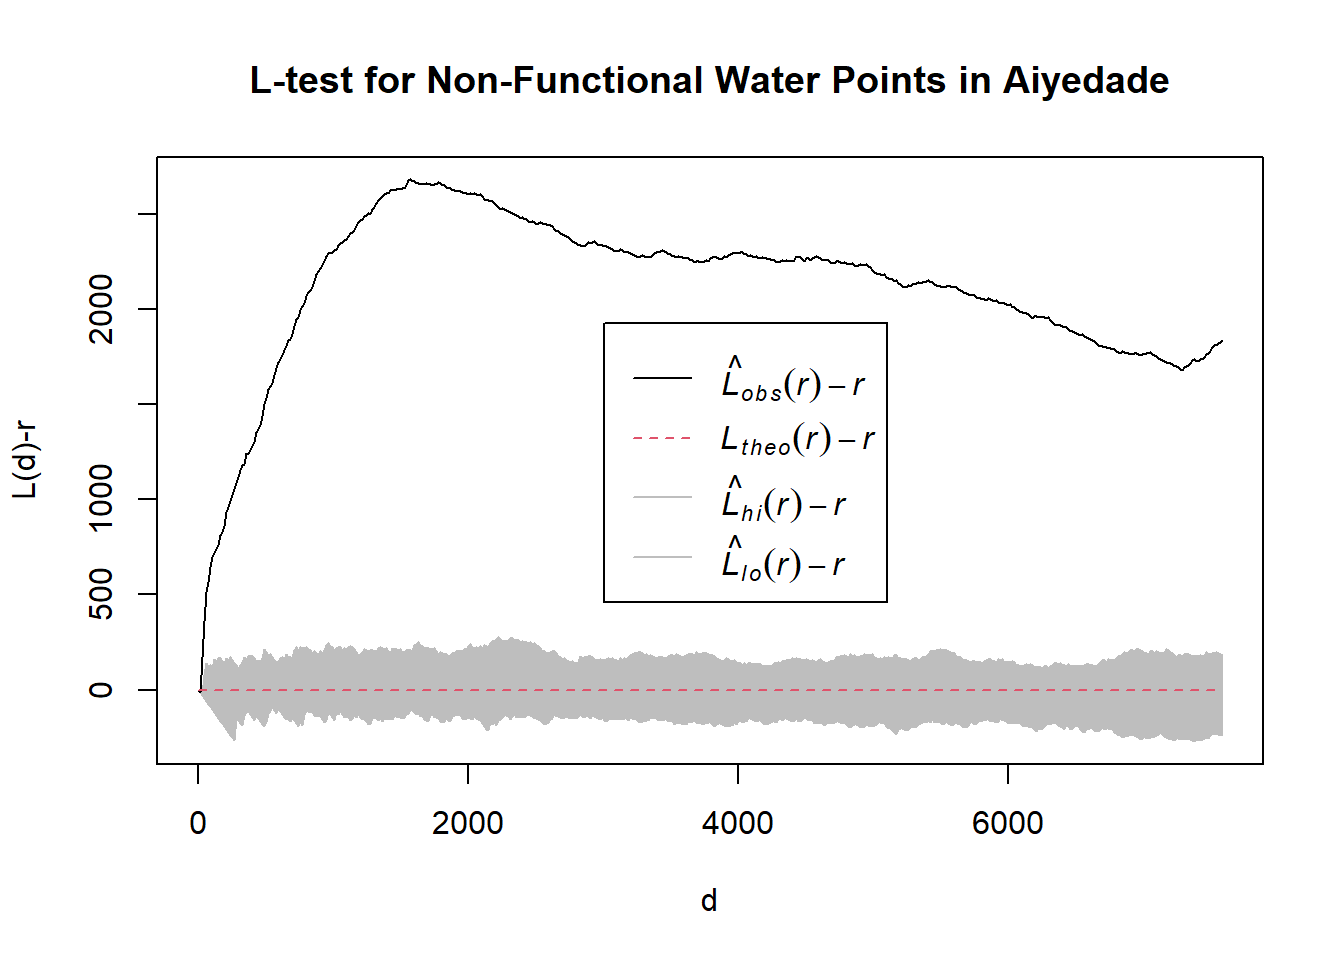 L-test for Non-Functional Water Points in Aiyedade
L(d)-r
2000
1000
500
0
L̂obs(r) – r
Ltheo(r) – r
L̂hi(r) – r
L̂lo(r) – r
0 2000 4000 6000
d